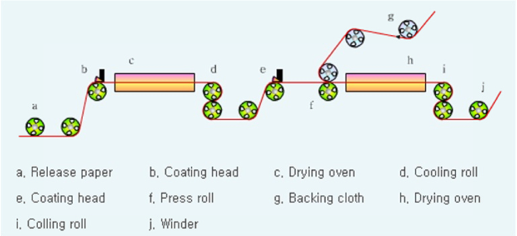 g
b
c
d
e
h
i
a
f
j
a. Release paper
b. Coating head
c. Drying oven
d. Cooling roll
e. Coating head
f. Press roll
g. Backing cloth
h. Drying oven
i. Colling roll
j. Winder